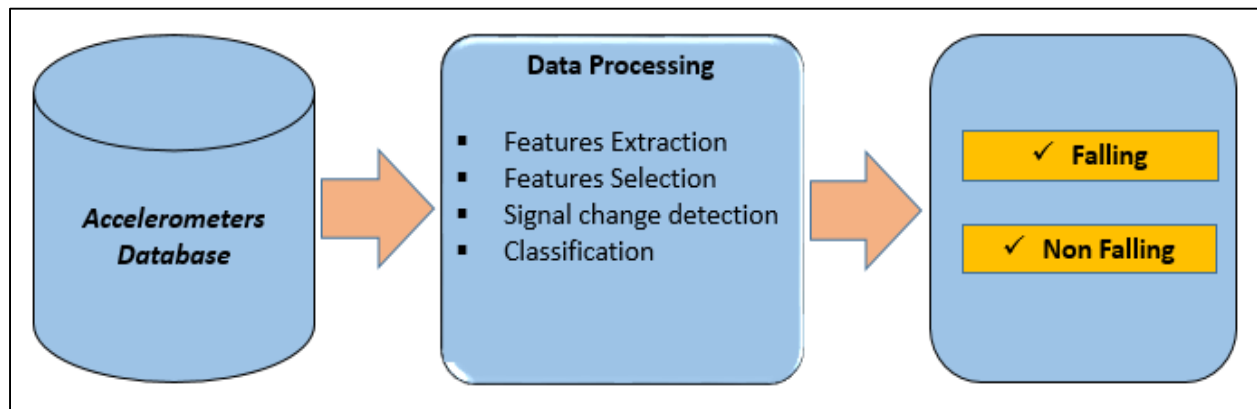 Accelerometers
Database
Data Processing
▪ Features Extraction
▪ Features Selection
▪ Signal change detection
▪ Classification
✓ Falling
✓ Non Falling